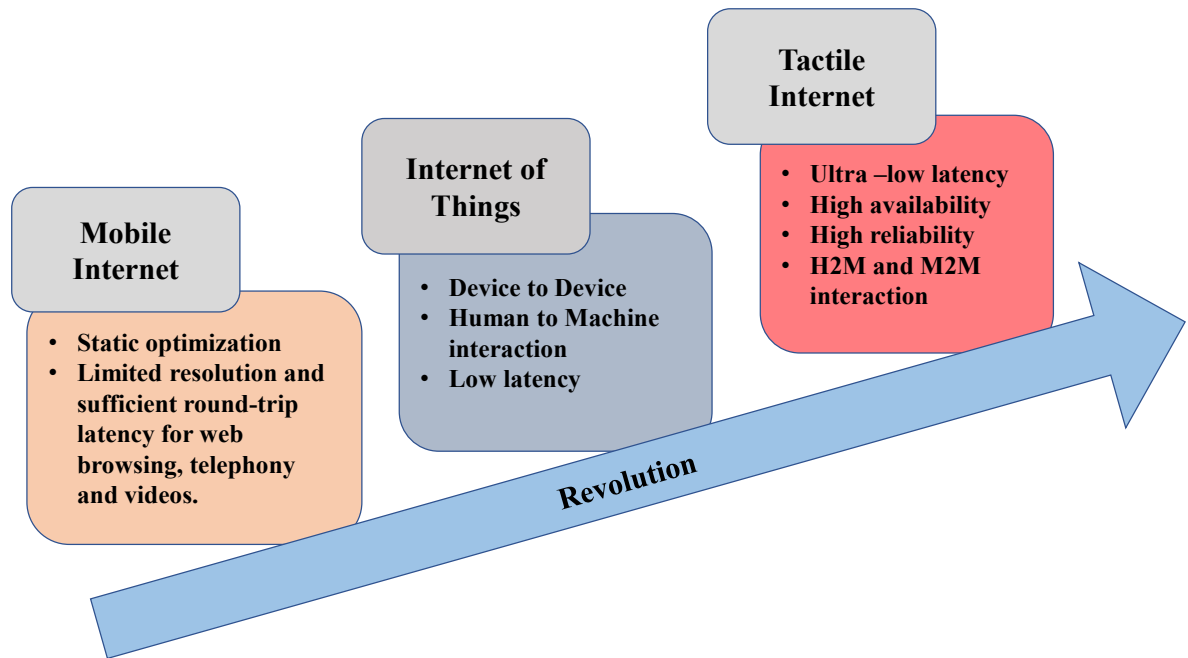 Mobile
Internet
• Static optimization
• Limited resolution and
sufficient round-trip
latency for web
browsing, telephony
and videos.
Internet of
Things
• Device to Device
• Human to Machine
interaction
• Low latency
Tactile
Internet
• Ultra –low latency
• High availability
• High reliability
• H2M and M2M
interaction
Revolution